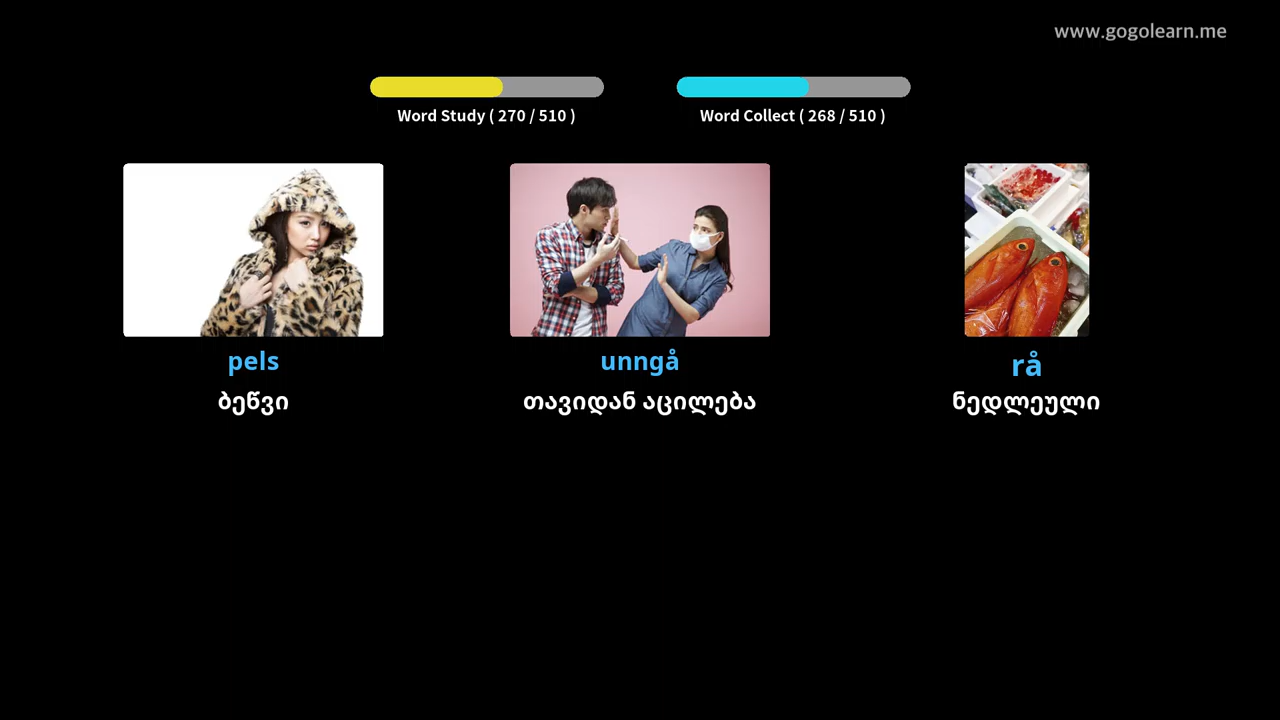 www.gogolearn.me
Word Study ( 270 / 510 )
Word Collect ( 268 / 510 )
pels
unngå
rå
ბეწვი
თავიდან აცილება
ნედლეული